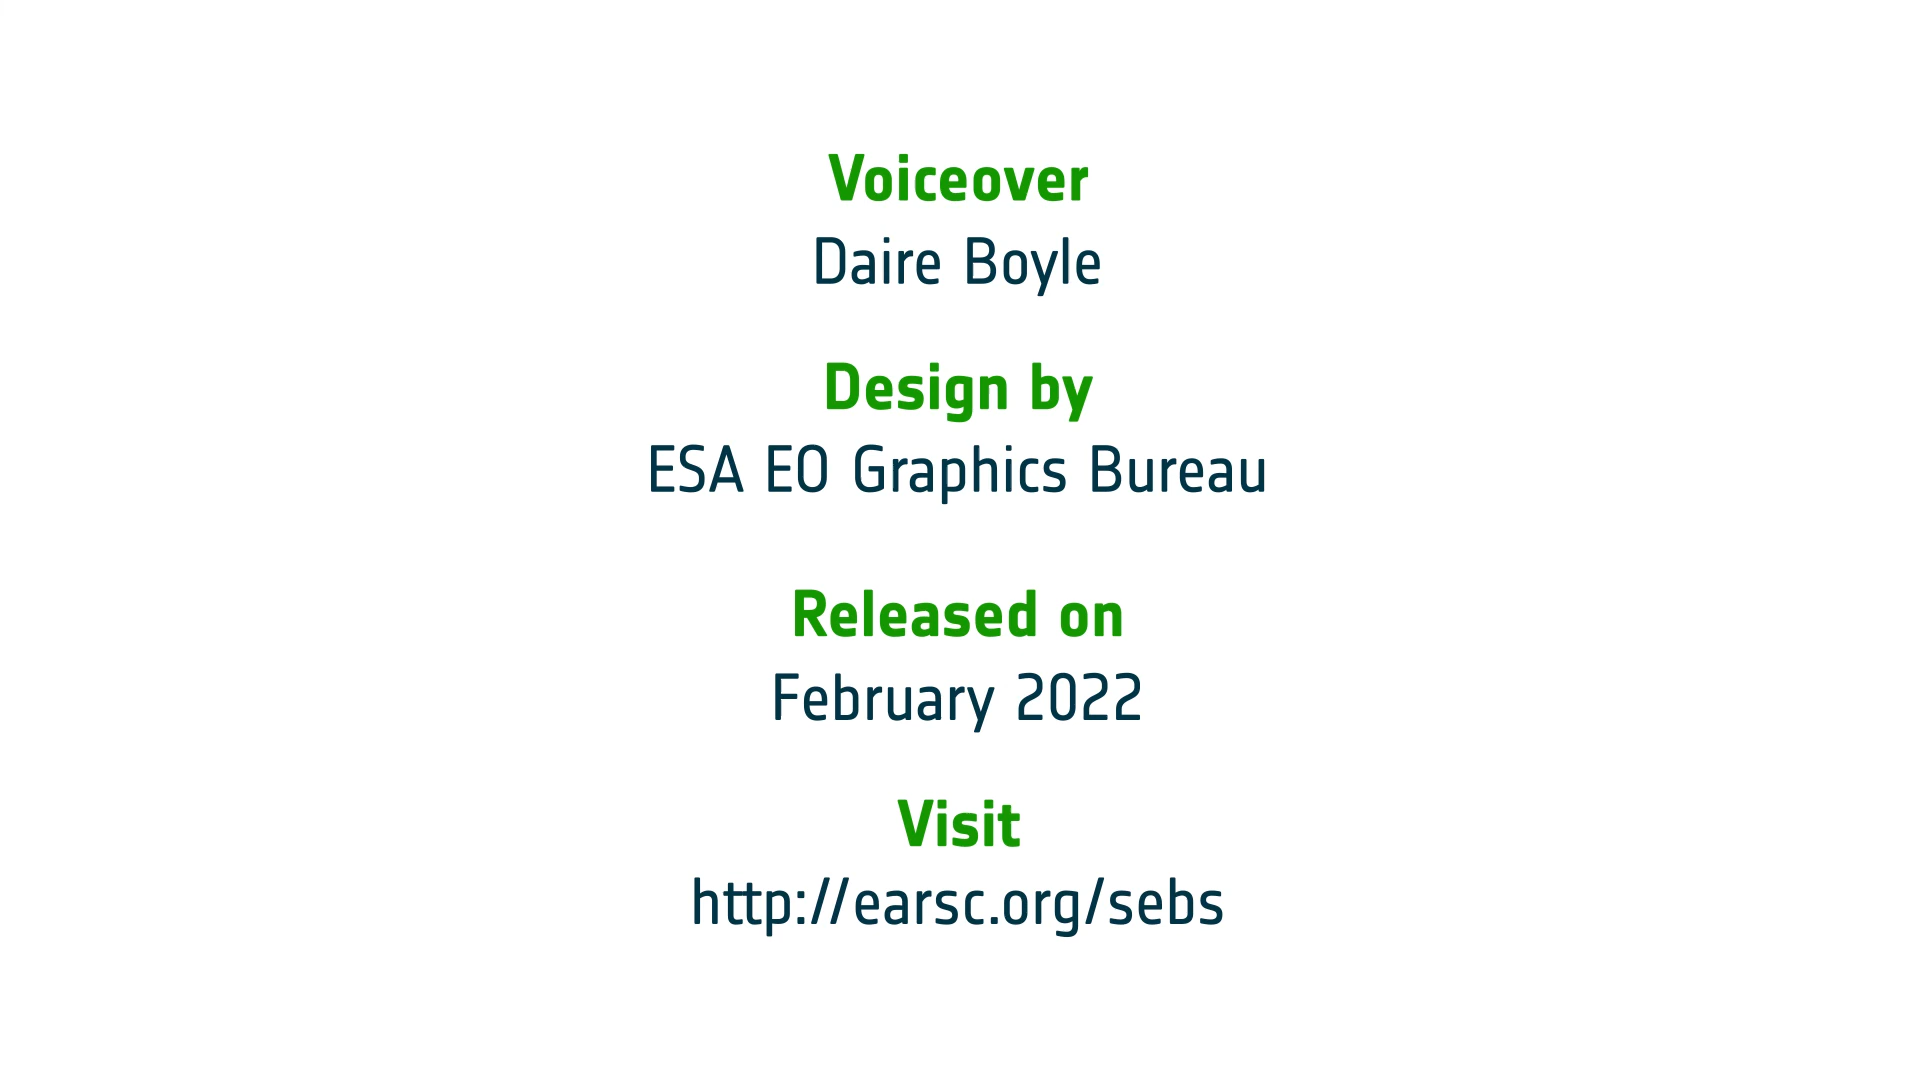 Voiceover
Daire Boyle
Design by
ESA EO Graphics Bureau
Released on
February 2022
Visit
http://earsc.org/sebs